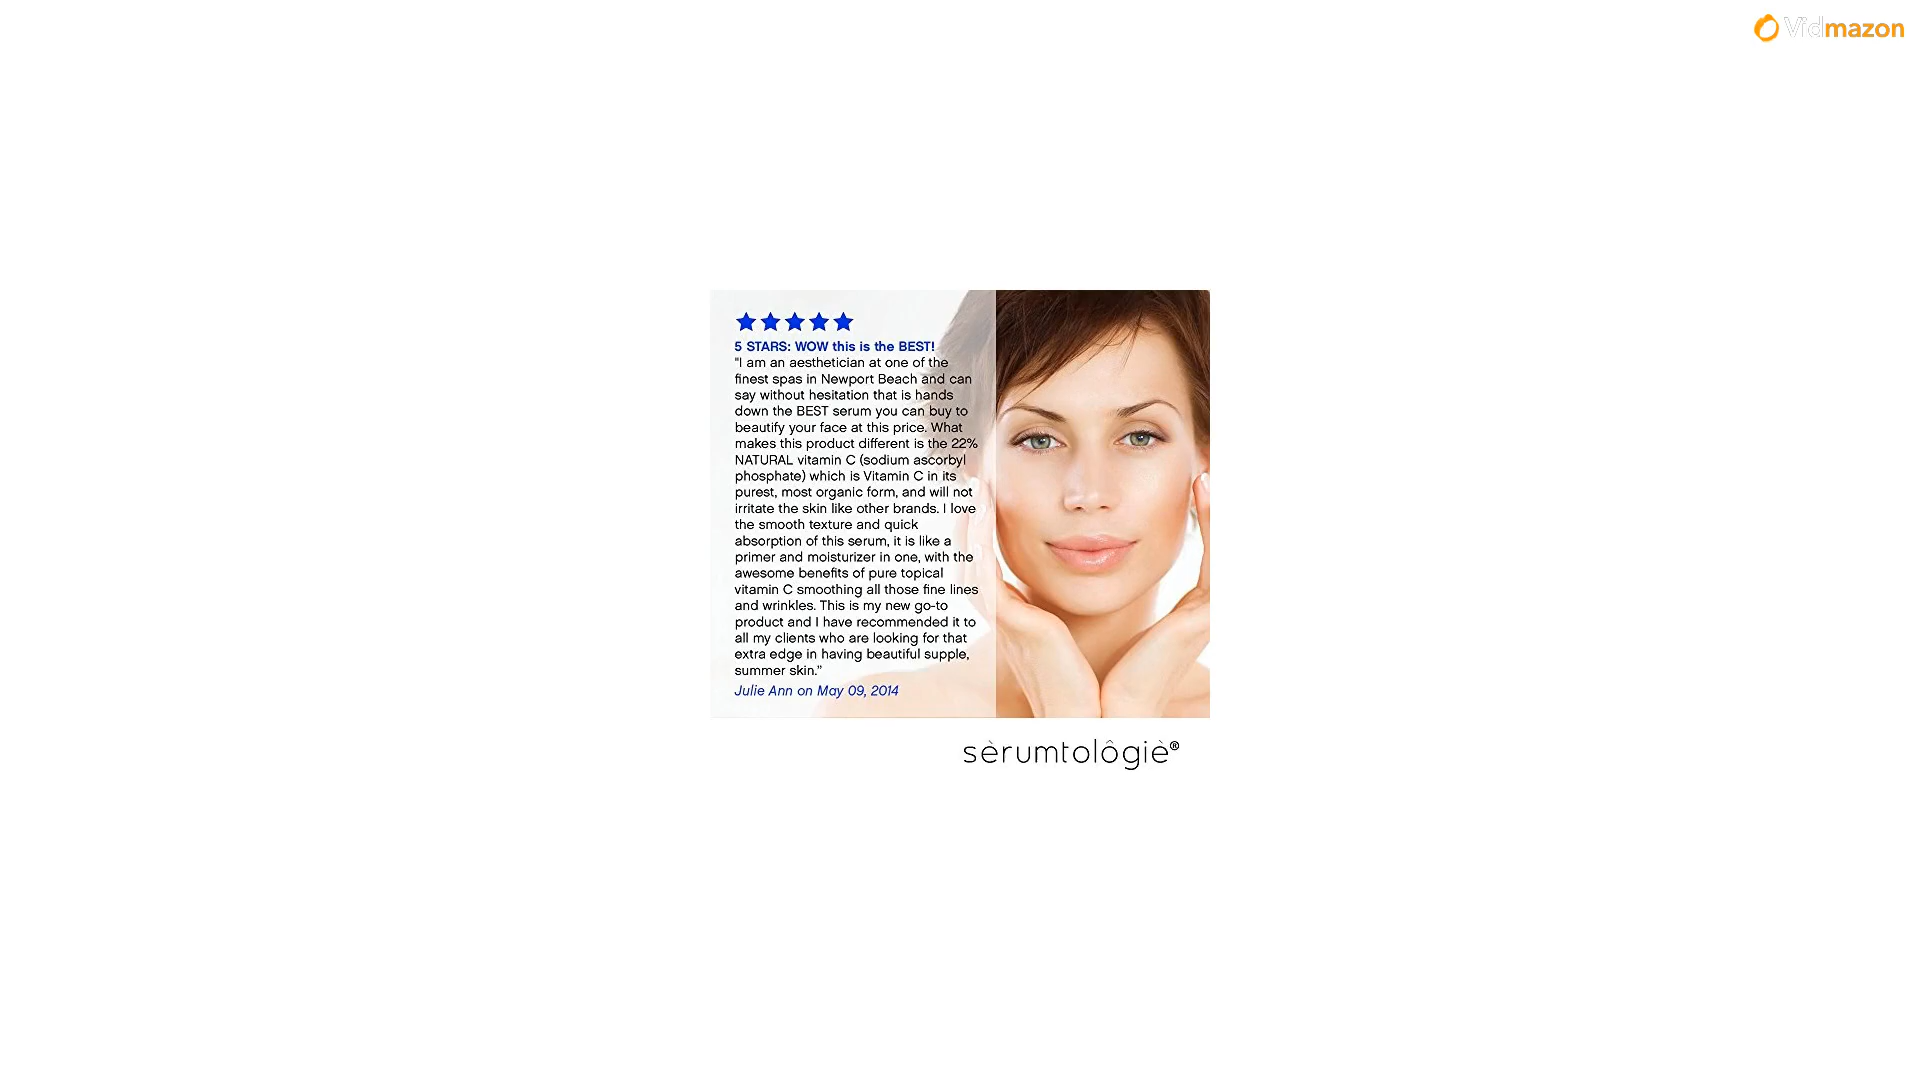 Vidmazon
5 STARS: WOW this is the BEST!
"I am an aesthetician at one of the
finest spas in Newport Beach and can
say without hesitation that is hands
down the BEST serum you can buy to
beautify your face at this price. What
makes this product different is the 22%
NATURAL vitamin C (sodium ascorbyl
phosphate) which is Vitamin C in its
purest, most organic form, and will not
irritate the skin like other brands. I love
the smooth texture and quick
absorption of this serum, it is like a
primer and moisturizer in one, with the
awesome benefits of pure topical
vitamin C smoothing all those fine lines
and wrinkles. This is my new go-to
product and I have recommended it to
all my clients who are looking for that
extra edge in having beautiful supple,
summer skin."
Julie Ann on May 09, 2014
sèrumtolôgiè®